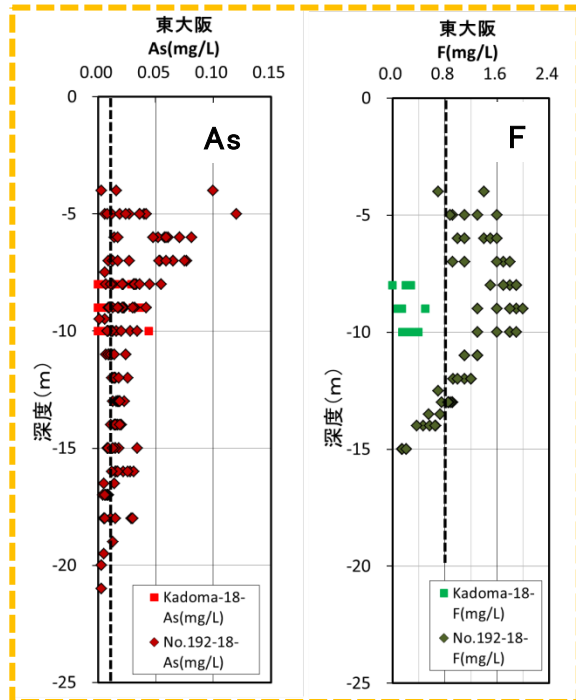 東大阪
As(mg/L)
0.00 0.05 0.10 0.15
0
-5
-10
-15
-20
-25
深度(m)
As
Kadoma-18-
As(mg/L)
No.192-18-
As(mg/L)
東大阪
F(mg/L)
0.0 0.8 1.6 2.4
0
-5
-10
-15
-20
-25
深度(m)
F
Kadoma-18-
F(mg/L)
No.192-18-
F(mg/L)